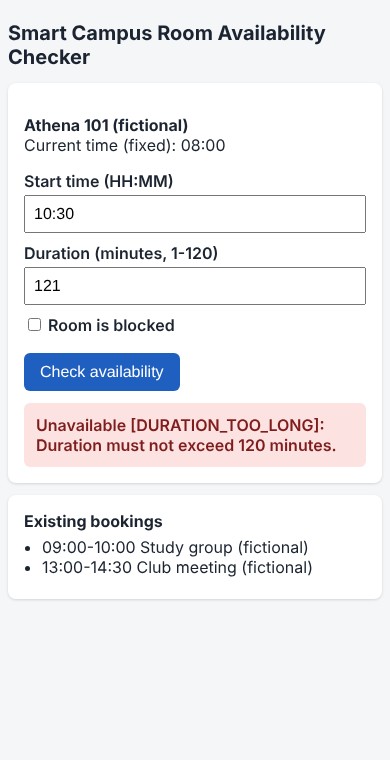 Smart Campus Room Availability
Checker
Athena 101 (fictional)
Current time (fixed): 08:00
Start time (HH:MM)
10:30
Duration (minutes, 1-120)
121
Room is blocked
Check availability
Unavailable [DURATION_TOO_LONG]:
Duration must not exceed 120 minutes.
Existing bookings
• 09:00-10:00 Study group (fictional)
• 13:00-14:30 Club meeting (fictional)